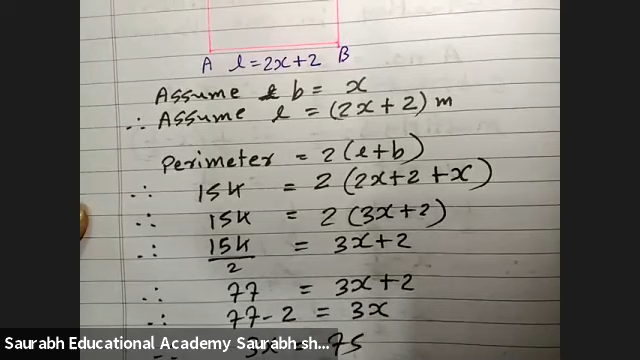 A l = 2x+2 B
Assume b = x
∴ Assume l = (2x+2) m
Perimeter = 2(l+b)
∴ 154 = 2(2x+2+x)
∴ 154 = 2(3x+2)
∴ 154/2 = 3x+2
∴ 77 = 3x+2
∴ 77-2 = 3x
∴ 3x = 75
Saurabh Educational Academy Saurabh sh...